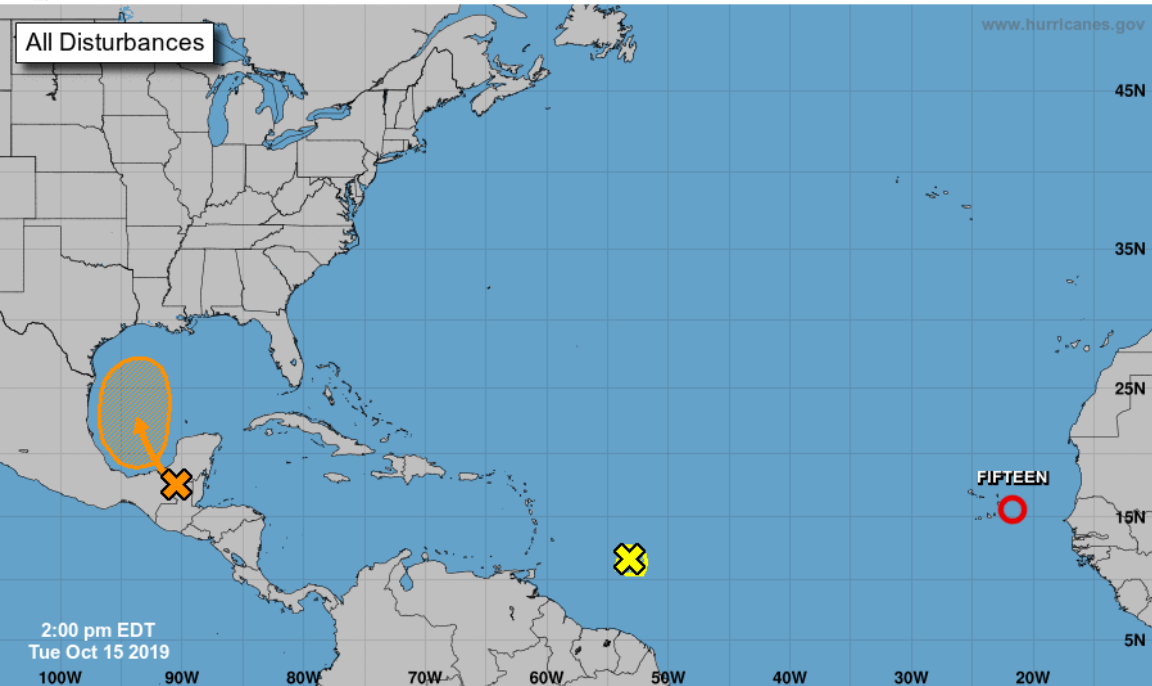 All Disturbances
www.hurricanes.gov
45N
35N
25N
FIFTEEN
15N
5N
2:00 pm EDT
Tue Oct 15 2019
100W 90W 80W 70W 60W 50W 40W 30W 20W